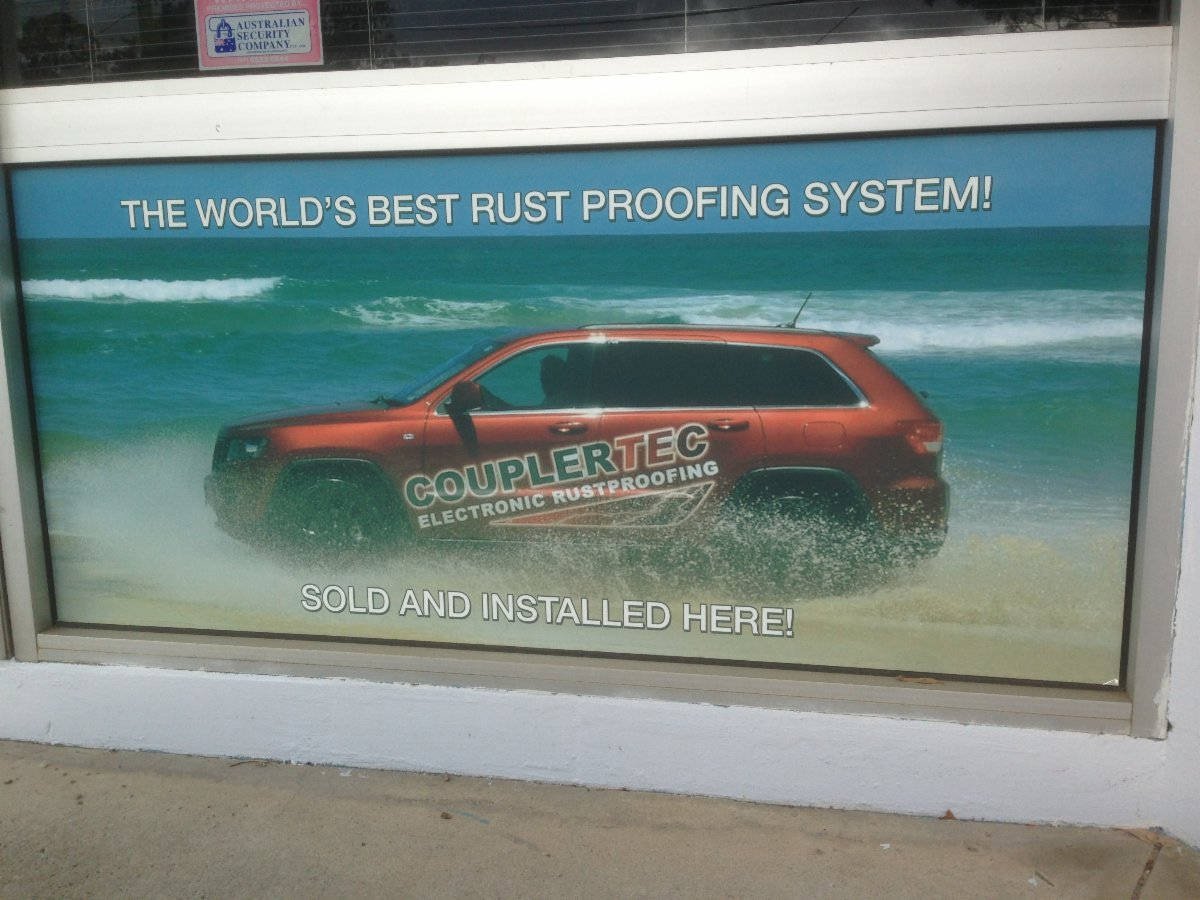 AUSTRALIAN
SECURITY
COMPANY
THE WORLD'S BEST RUST PROOFING SYSTEM!
COUPLERTEC
ELECTRONIC RUSTPROOFING
SOLD AND INSTALLED HERE!